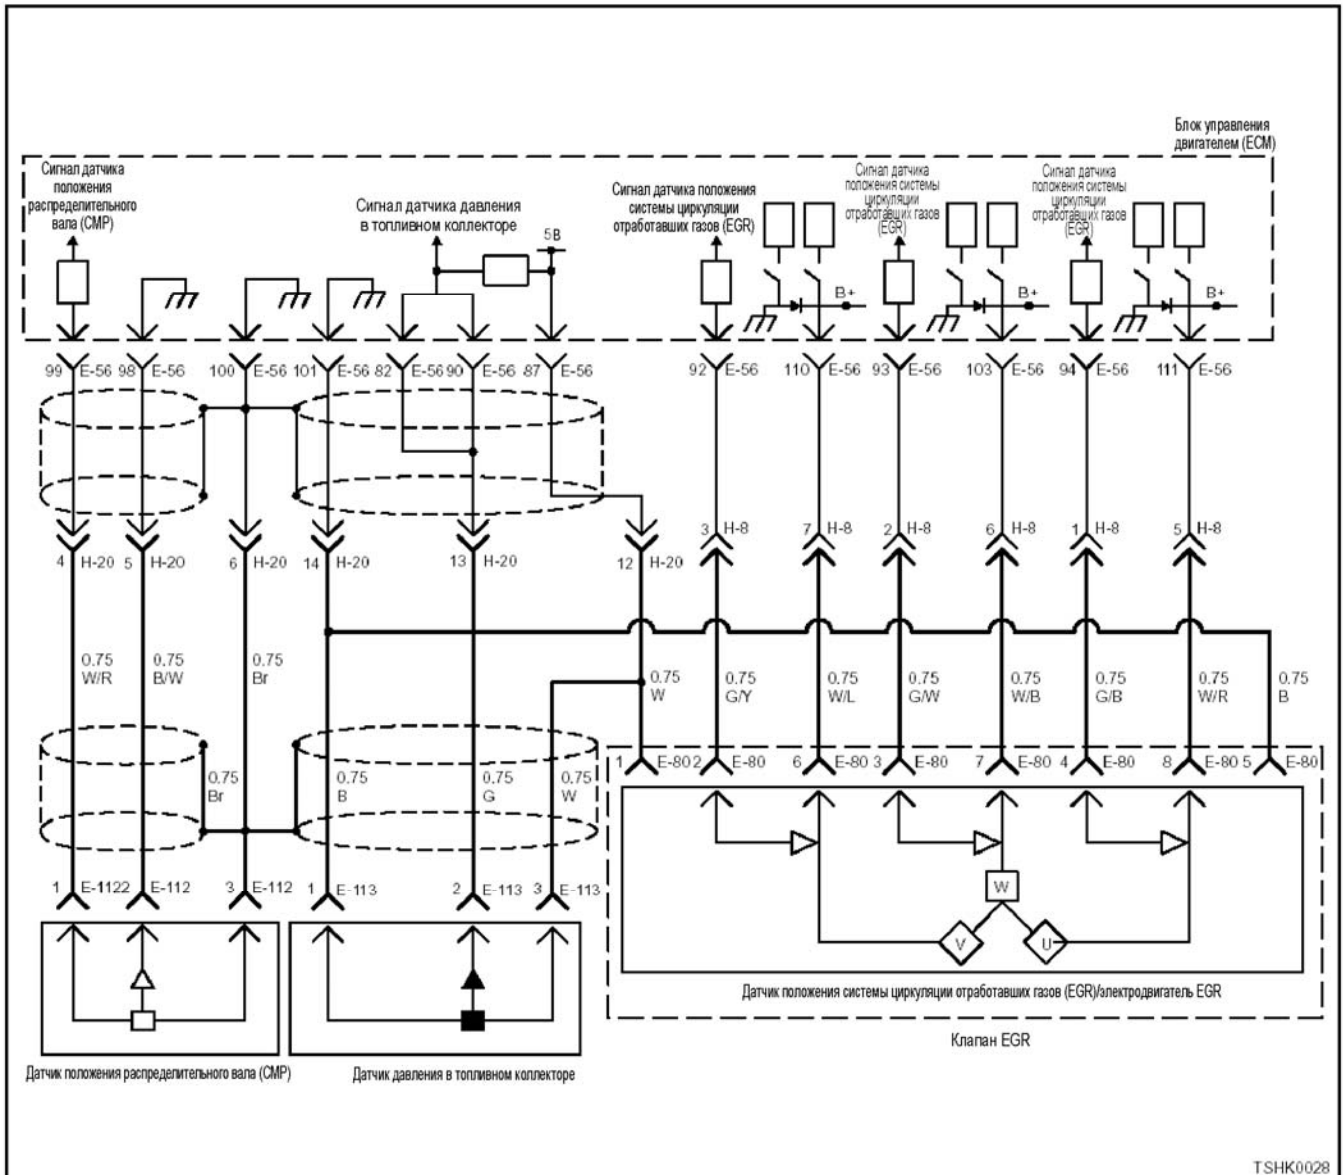 Блок управления
двигателем (ECM)
Сигнал датчика
положения
распределительного
вала (CMP)
Сигнал датчика давления
в топливном коллекторе
5В
Сигнал датчика положения
системы циркуляции
отработавших газов (EGR)
Сигнал датчика
положения системы
циркуляции
отработавших газов
(EGR)
Сигнал датчика
положения системы
циркуляции
отработавших газов
(EGR)
B+ B+ B+
99 E-56 98 E-56 100 E-56 101 E-56 82 E-56 90 E-56 87 E-56 92 E-56 110 E-56 93 E-56 103 E-56 94 E-56 111 E-56
3 H-8 7 H-8 2 H-8 6 H-8 1 H-8 5 H-8
4 H-20 5 H-20 6 H-20 14 H-20 13 H-20 12 H-20
0.75 0.75 0.75 0.75 0.75 0.75 0.75 0.75 0.75 0.75 0.75
W/R B/W Br W G/Y W/L G/W W/B G/B W/R B
1 E-80 2 E-80 6 E-80 3 E-80 7 E-80 4 E-80 8 E-80 5 E-80
0.75 0.75 0.75 0.75
Br B G W
1 E-112 2 E-112 3 E-112 1 E-113 2 E-113 3 E-113
W
V U
Датчик положения системы циркуляции отработавших газов (EGR)/электродвигатель EGR
Клапан EGR
Датчик положения распределительного вала (CMP)
Датчик давления в топливном коллекторе
TSHK0028